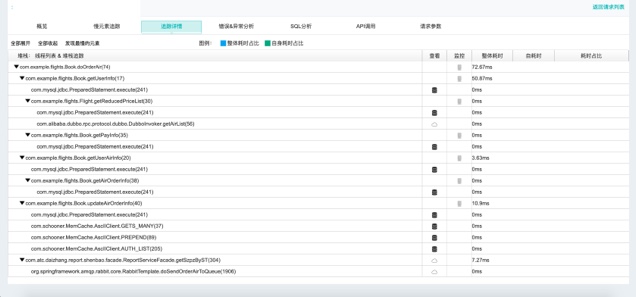 返回请求列表
概览 慢元素追踪 追踪详情 错误&异常分析 SQL分析 API调用 请求参数
全部展开 全部收起 发现最慢的元素 图例: 整体耗时占比 自身耗时占比
堆栈: 线程列表 & 堆栈追踪 查看 监控 整体耗时 自耗时 耗时占比
▼com.example.flights.Book.doOrderAir(74) 72.67ms
▼com.example.flights.Book.getUserInfo(17) 50.87ms
com.mysql.jdbc.PreparedStatement.execute(241) 0ms
▼com.example.flights.Flight.getReducedPriceList(30) 0ms
com.mysql.jdbc.PreparedStatement.execute(241) 0ms
com.alibaba.dubbo.rpc.protocol.dubbo.DubboInvoker.getAirList(56) 0ms
▼com.example.flights.Book.getPayInfo(35) 0ms
com.mysql.jdbc.PreparedStatement.execute(241) 0ms
▼com.example.flights.Book.getUserAirInfo(20) 3.63ms
com.mysql.jdbc.PreparedStatement.execute(241) 0ms
▼com.example.flights.Book.getAirOrderInfo(38) 0ms
com.mysql.jdbc.PreparedStatement.execute(241) 0ms
▼com.example.flights.Book.updateAirOrderInfo(40) 10.9ms
com.mysql.jdbc.PreparedStatement.execute(241) 0ms
com.schooner.MemCache.AscIIClient.GETS_MANY(37) 0ms
com.schooner.MemCache.AscIIClient.PREPEND(89) 0ms
com.schooner.MemCache.AscIIClient.AUTH_LIST(205) 0ms
▼com.atc.daizhang.report.shenbao.facade.ReportServiceFacade.getSzpzByST(304) 7.27ms
org.springframework.amqp.rabbit.core.RabbitTemplate.doSendOrderAirToQueue(1906) 0ms